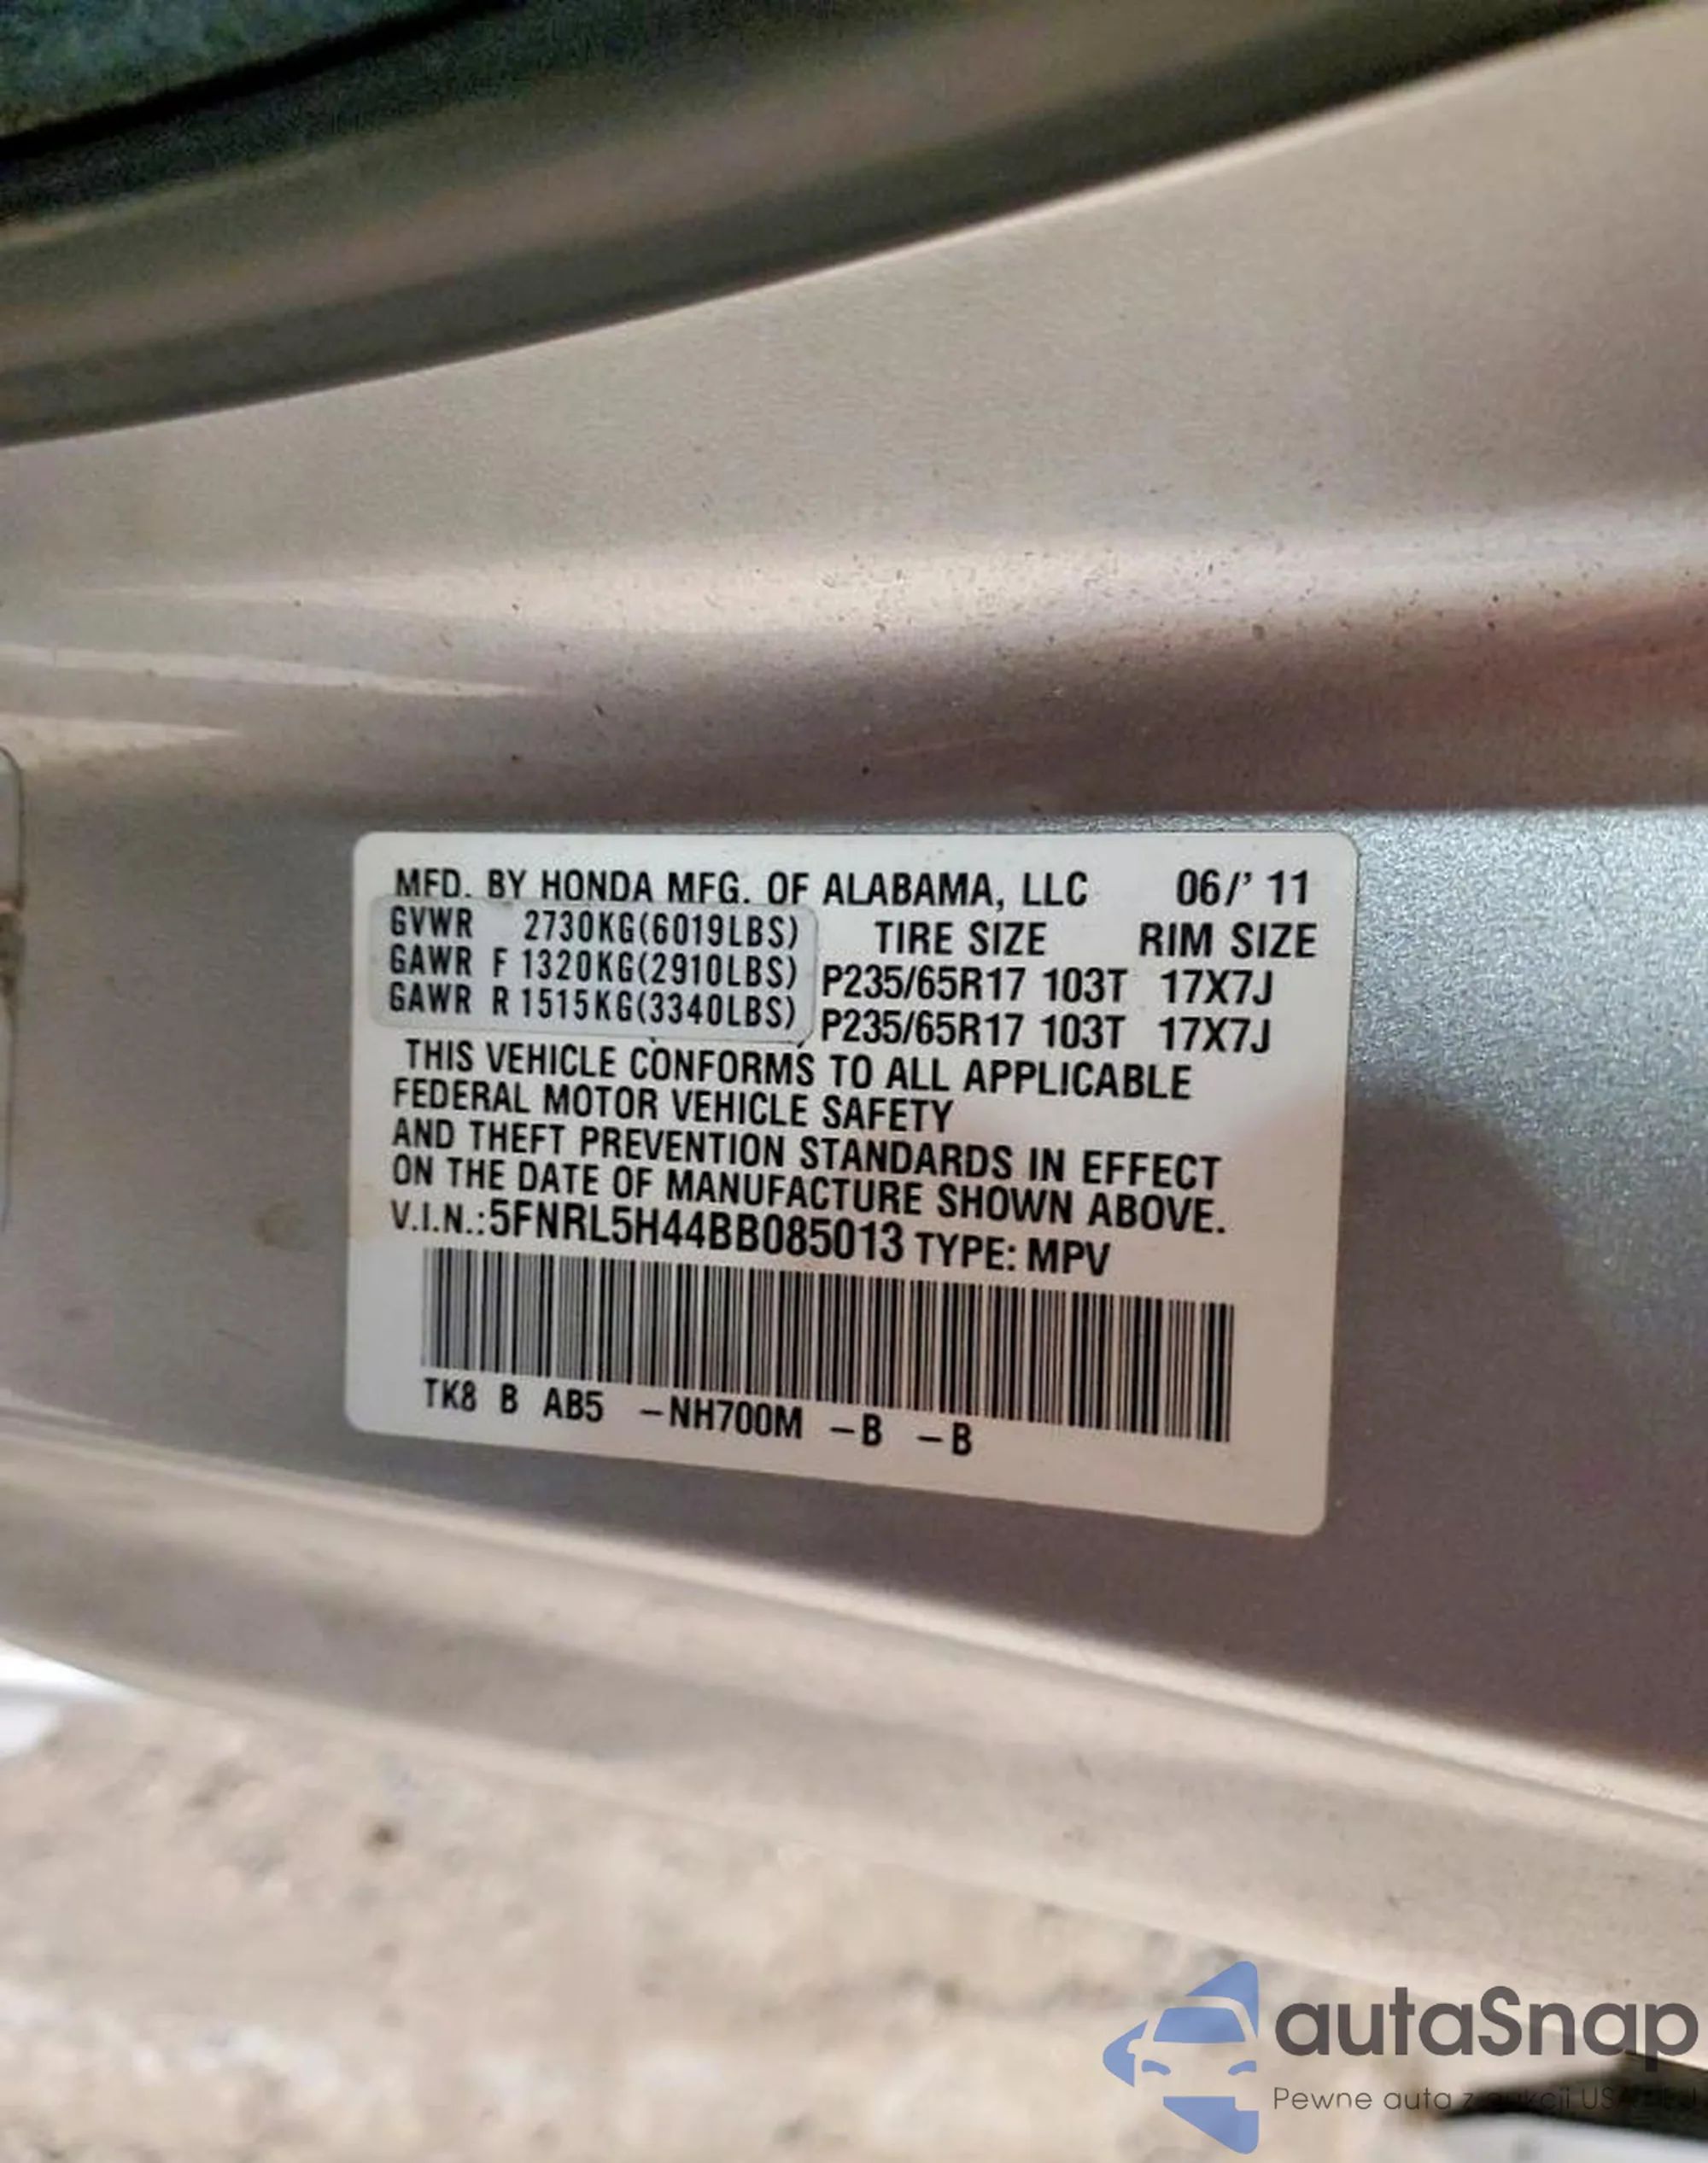 MFD. BY HONDA MFG. OF ALABAMA, LLC 06/' 11
GVWR 2730KG(6019LBS) TIRE SIZE RIM SIZE
GAWR F 1320KG(2910LBS) P235/65R17 103T 17X7J
GAWR R 1515KG(3340LBS) P235/65R17 103T 17X7J
THIS VEHICLE CONFORMS TO ALL APPLICABLE
FEDERAL MOTOR VEHICLE SAFETY
AND THEFT PREVENTION STANDARDS IN EFFECT
ON THE DATE OF MANUFACTURE SHOWN ABOVE.
V.I.N.:5FNRL5H44BB085013 TYPE: MPV
TK8 B AB5 -NH700M -B -B
autaSnap
Pewne auta z aukcji